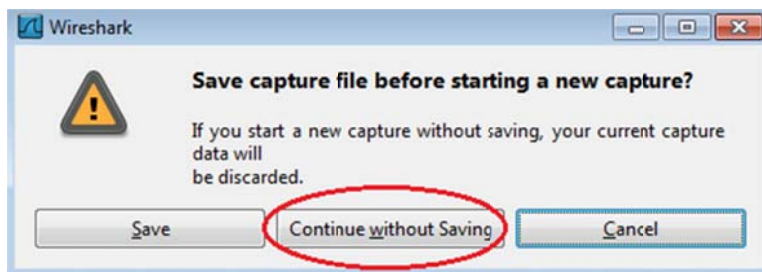 Wireshark
Save capture file before starting a new capture?
If you start a new capture without saving, your current capture
data will
be discarded.
Save
Continue without Saving
Cancel